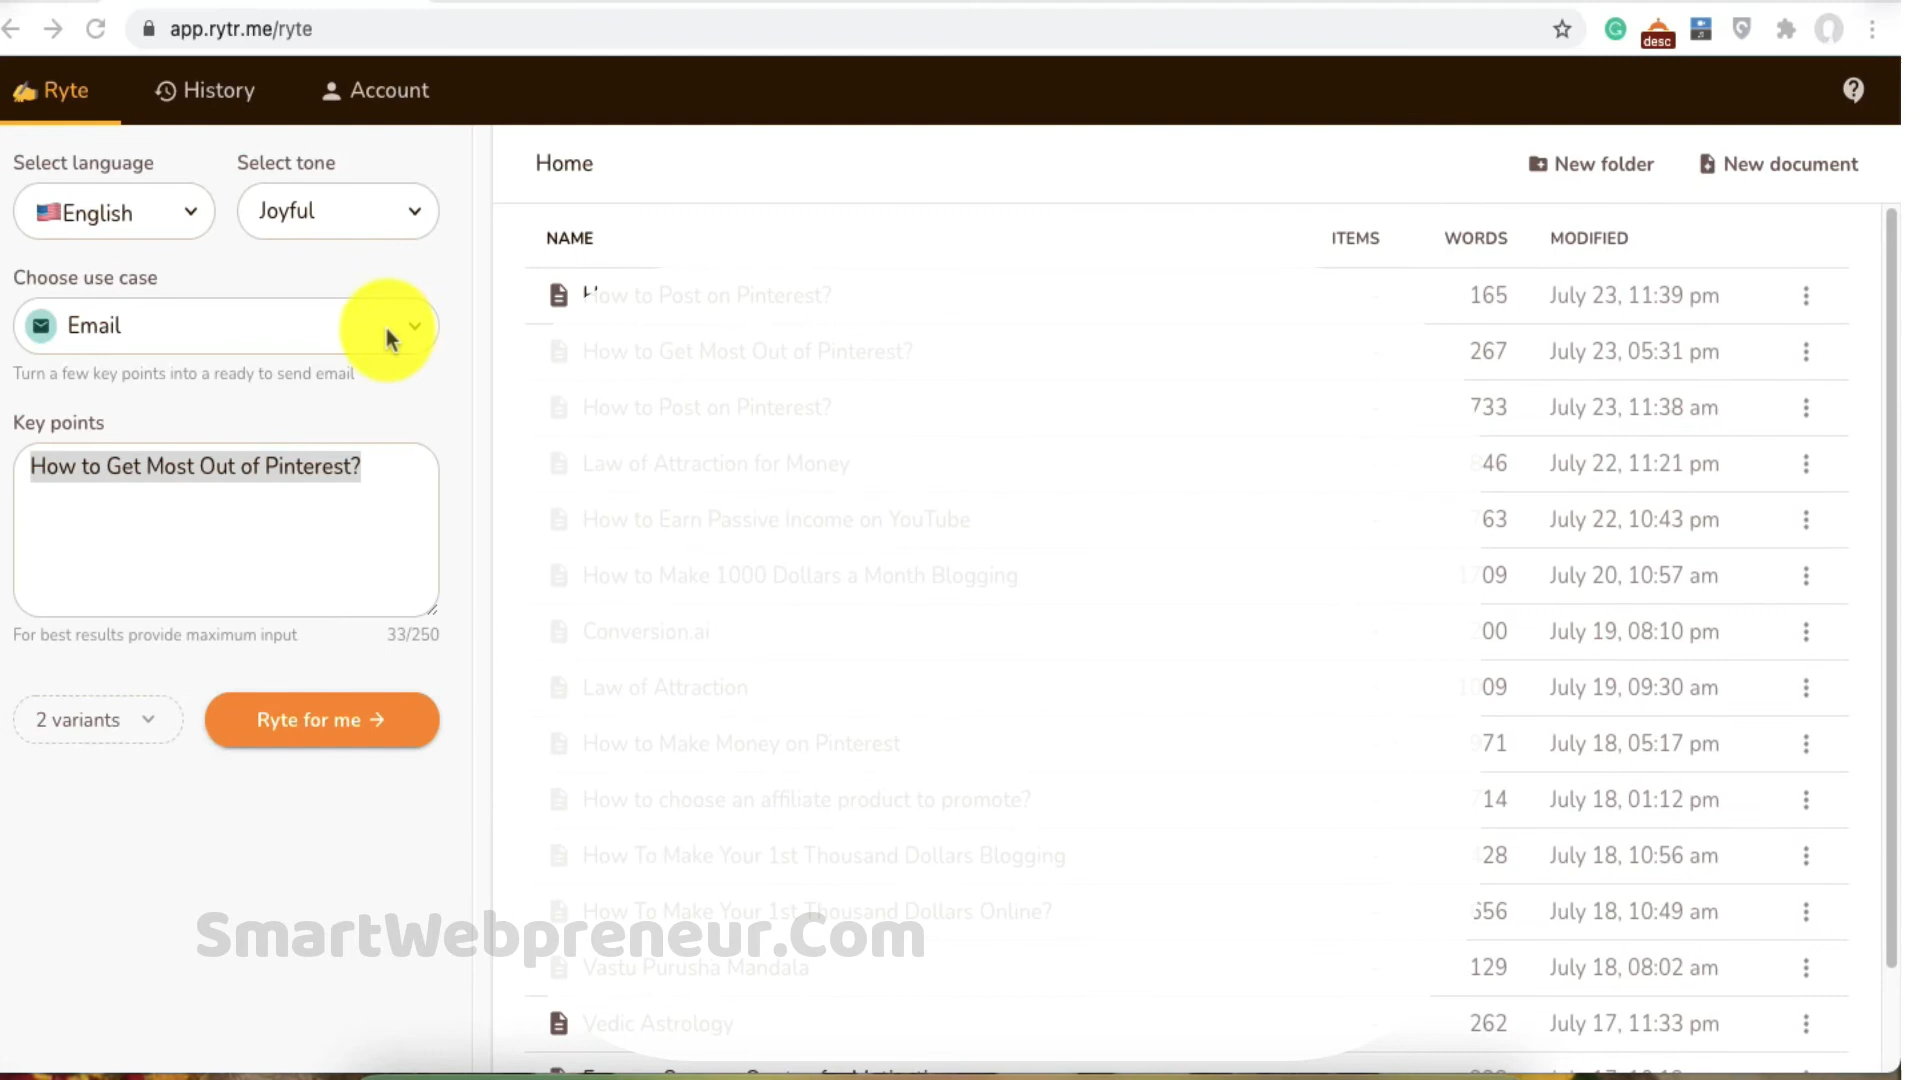 app.rytr.me/ryte
desc
Ryte
History
Account
Select language
Select tone
English
Joyful
Choose use case
Email
Turn a few key points into a ready to send email
Key points
How to Get Most Out of Pinterest?
For best results provide maximum input
33/250
2 variants
Ryte for me →
Home
New folder
New document
NAME ITEMS WORDS MODIFIED
How to Post on Pinterest? - 165 July 23, 11:39 pm
How to Get Most Out of Pinterest? - 267 July 23, 05:31 pm
How to Post on Pinterest? - 733 July 23, 11:38 am
Law of Attraction for Money 846 July 22, 11:21 pm
How to Earn Passive Income on YouTube - 763 July 22, 10:43 pm
How to Make 1000 Dollars a Month Blogging 1709 July 20, 10:57 am
Conversion.ai 00 July 19, 08:10 pm
Law of Attraction 1009 July 19, 09:30 am
How to Make Money on Pinterest 971 July 18, 05:17 pm
How to choose an affiliate product to promote? 714 July 18, 01:12 pm
How To Make Your 1st Thousand Dollars Blogging - 428 July 18, 10:56 am
How To Make Your 1st Thousand Dollars Online? - 656 July 18, 10:49 am
SmartWebpreneur.Com
Vastu Purusha Mandala 129 July 18, 08:02 am
Vedic Astrology - 262 July 17, 11:33 pm